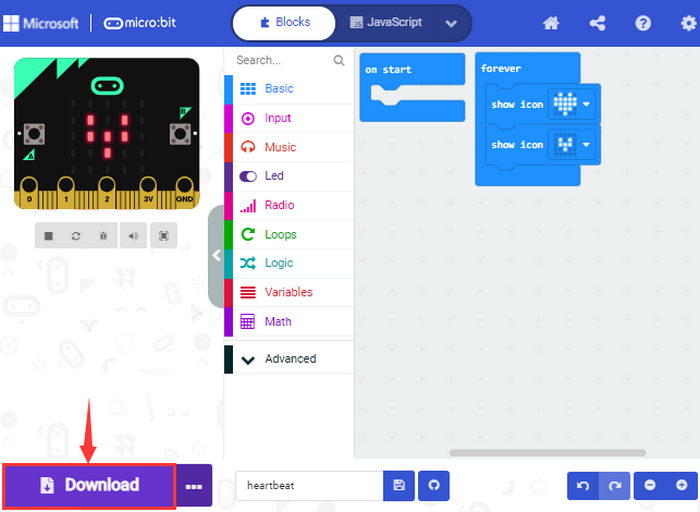 Microsoft
micro:bit
Blocks
JavaScript
Search...
Basic
Input
Music
Led
Radio
Loops
Logic
Variables
Math
Advanced
on start
forever
show icon
show icon
B
A
0 1 2 3V GND
Download
heartbeat